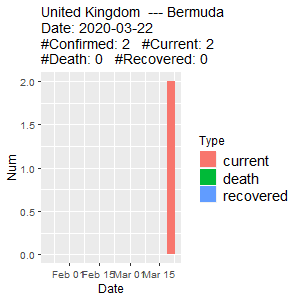 United Kingdom  --- Bermuda
Date: 2020-03-22
#Confirmed: 2   #Current: 2
#Death: 0   #Recovered: 0
2.0
1.5
1.0
0.5
0.0
Num
Feb 01 Feb 15 Mar 01 Mar 15
Date
Type
current
death
recovered